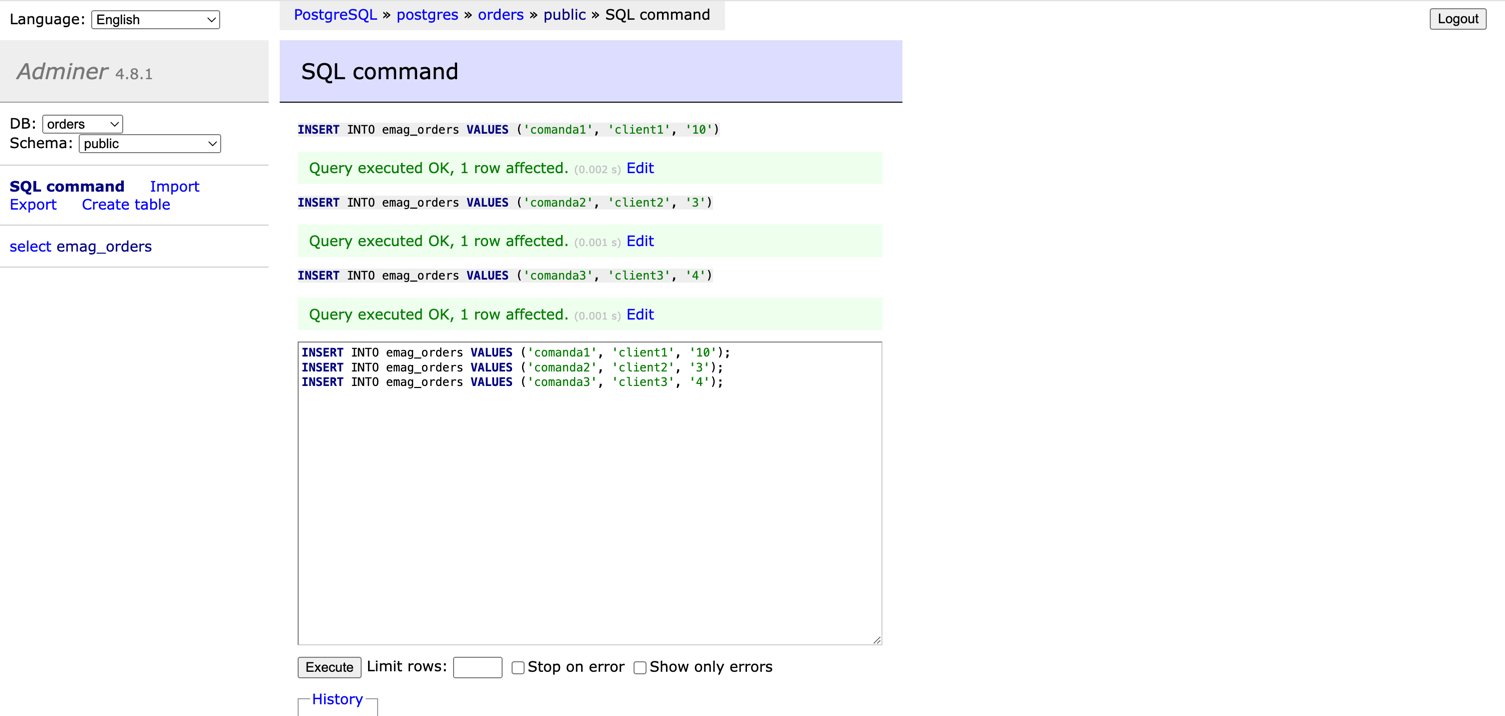 Language: English
PostgreSQL » postgres » orders » public » SQL command
Logout
Adminer 4.8.1
DB: orders
Schema: public
SQL command Import
Export Create table
select emag_orders
SQL command
INSERT INTO emag_orders VALUES ('comanda1', 'client1', '10')
Query executed OK, 1 row affected. (0.002 s) Edit
INSERT INTO emag_orders VALUES ('comanda2', 'client2', '3')
Query executed OK, 1 row affected. (0.001 s) Edit
INSERT INTO emag_orders VALUES ('comanda3', 'client3', '4')
Query executed OK, 1 row affected. (0.001 s) Edit
INSERT INTO emag_orders VALUES ('comanda1', 'client1', '10');
INSERT INTO emag_orders VALUES ('comanda2', 'client2', '3');
INSERT INTO emag_orders VALUES ('comanda3', 'client3', '4');
Execute Limit rows: Stop on error Show only errors
History